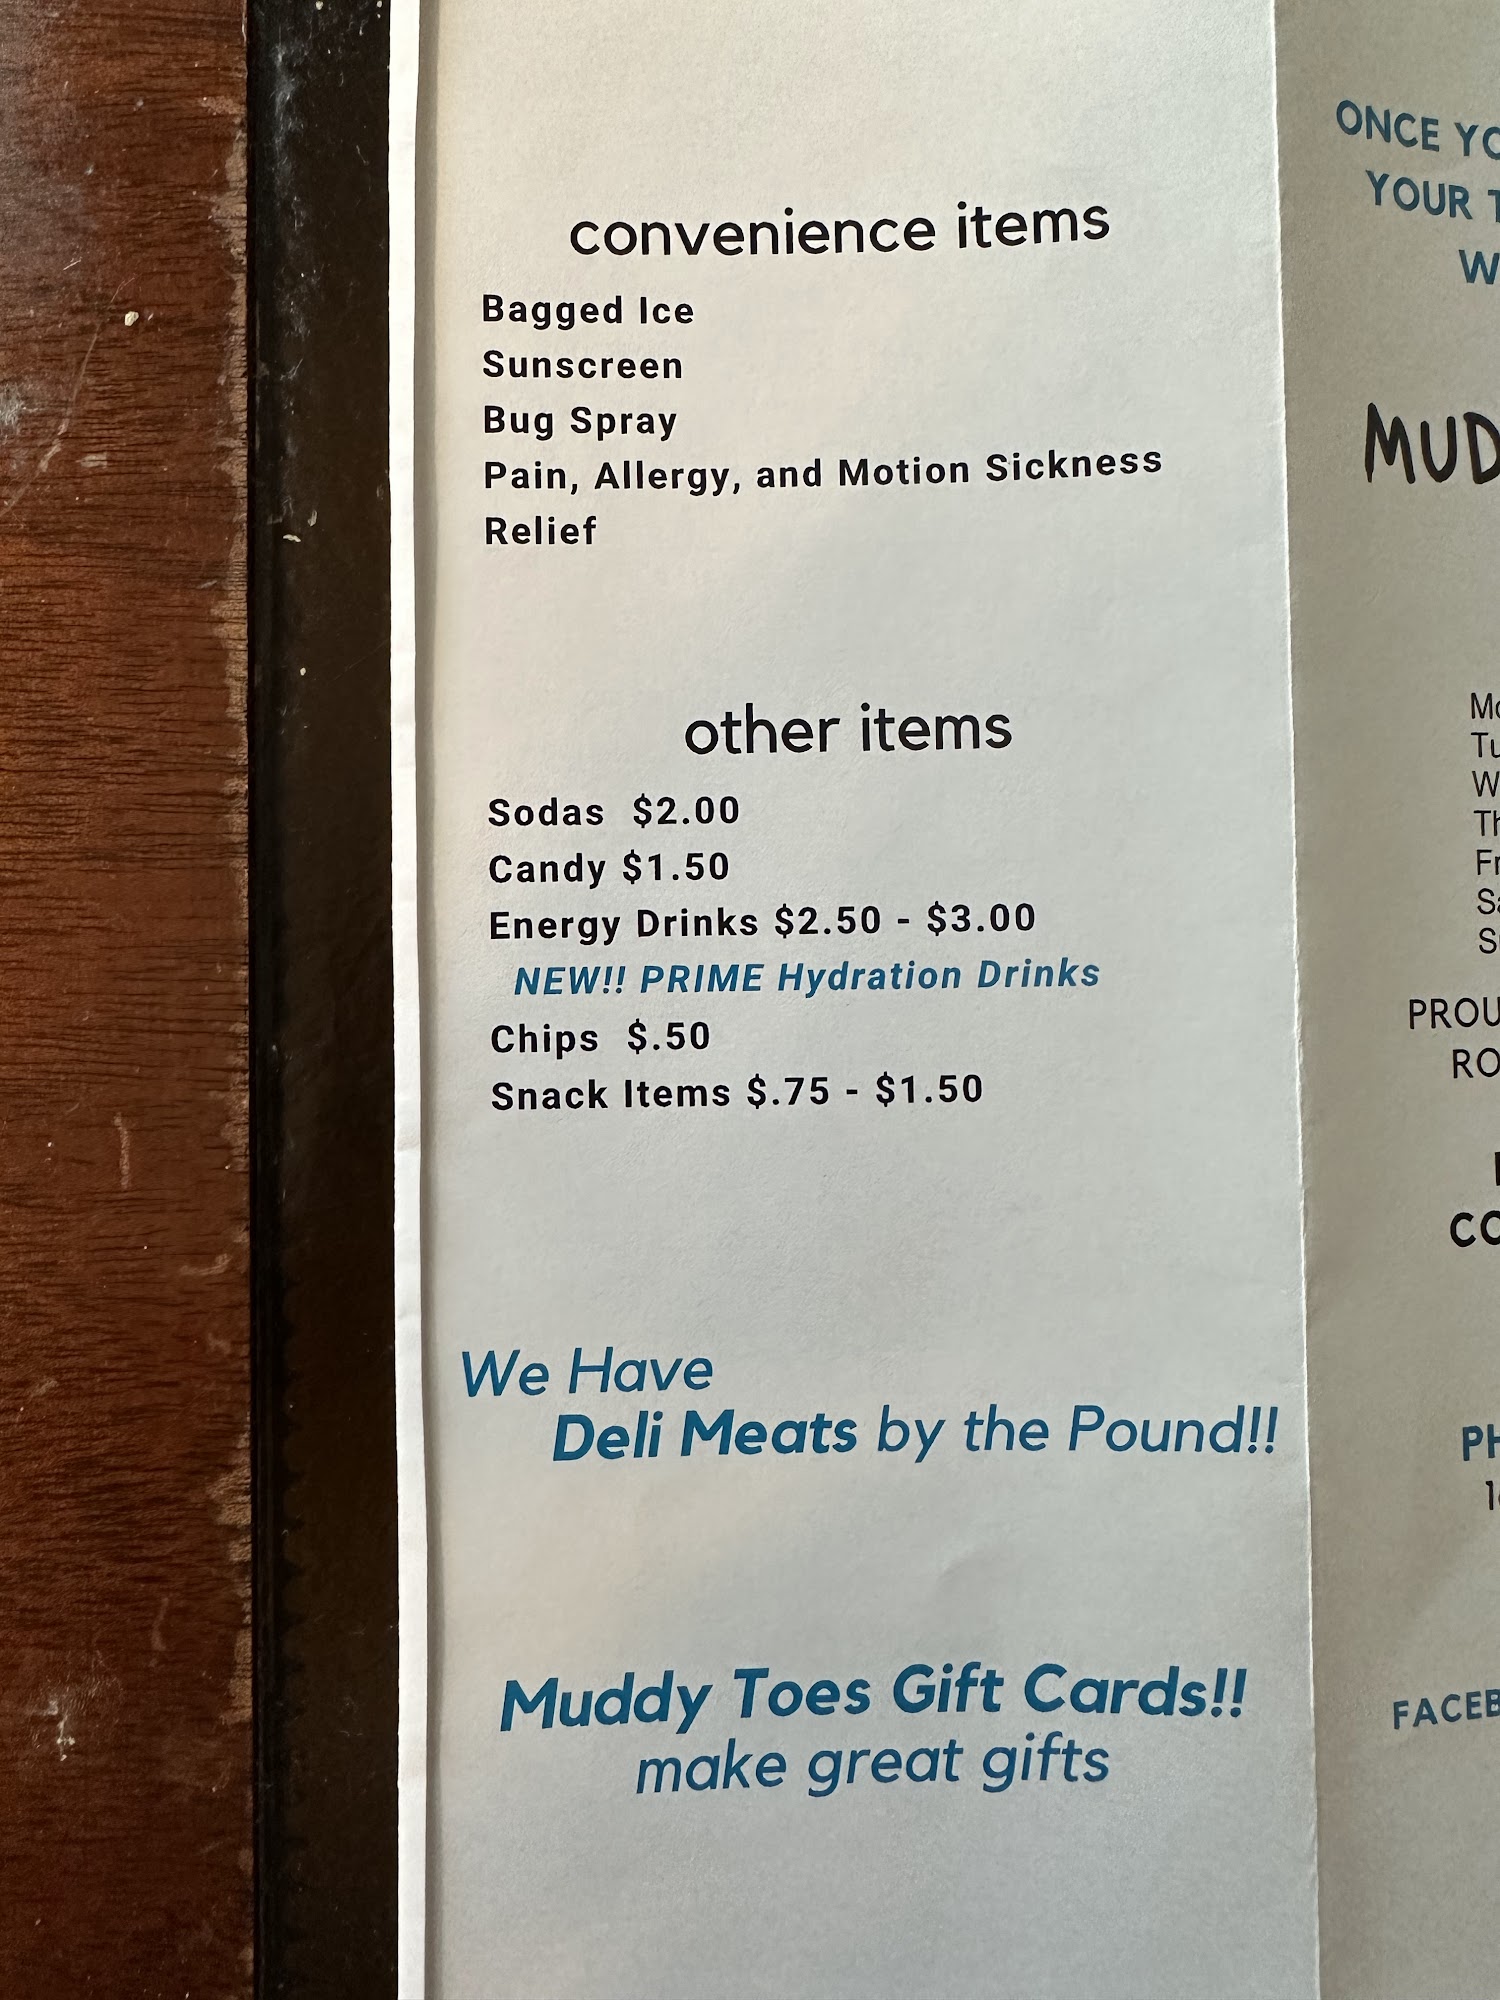 convenience items
Bagged Ice
Sunscreen
Bug Spray
Pain, Allergy, and Motion Sickness
Relief
other items
Sodas $2.00
Candy $1.50
Energy Drinks $2.50 - $3.00
NEW!! PRIME Hydration Drinks
Chips $.50
Snack Items $.75 - $1.50
We Have
Deli Meats by the Pound!!
Muddy Toes Gift Cards!!
make great gifts
ONCE
YOUR